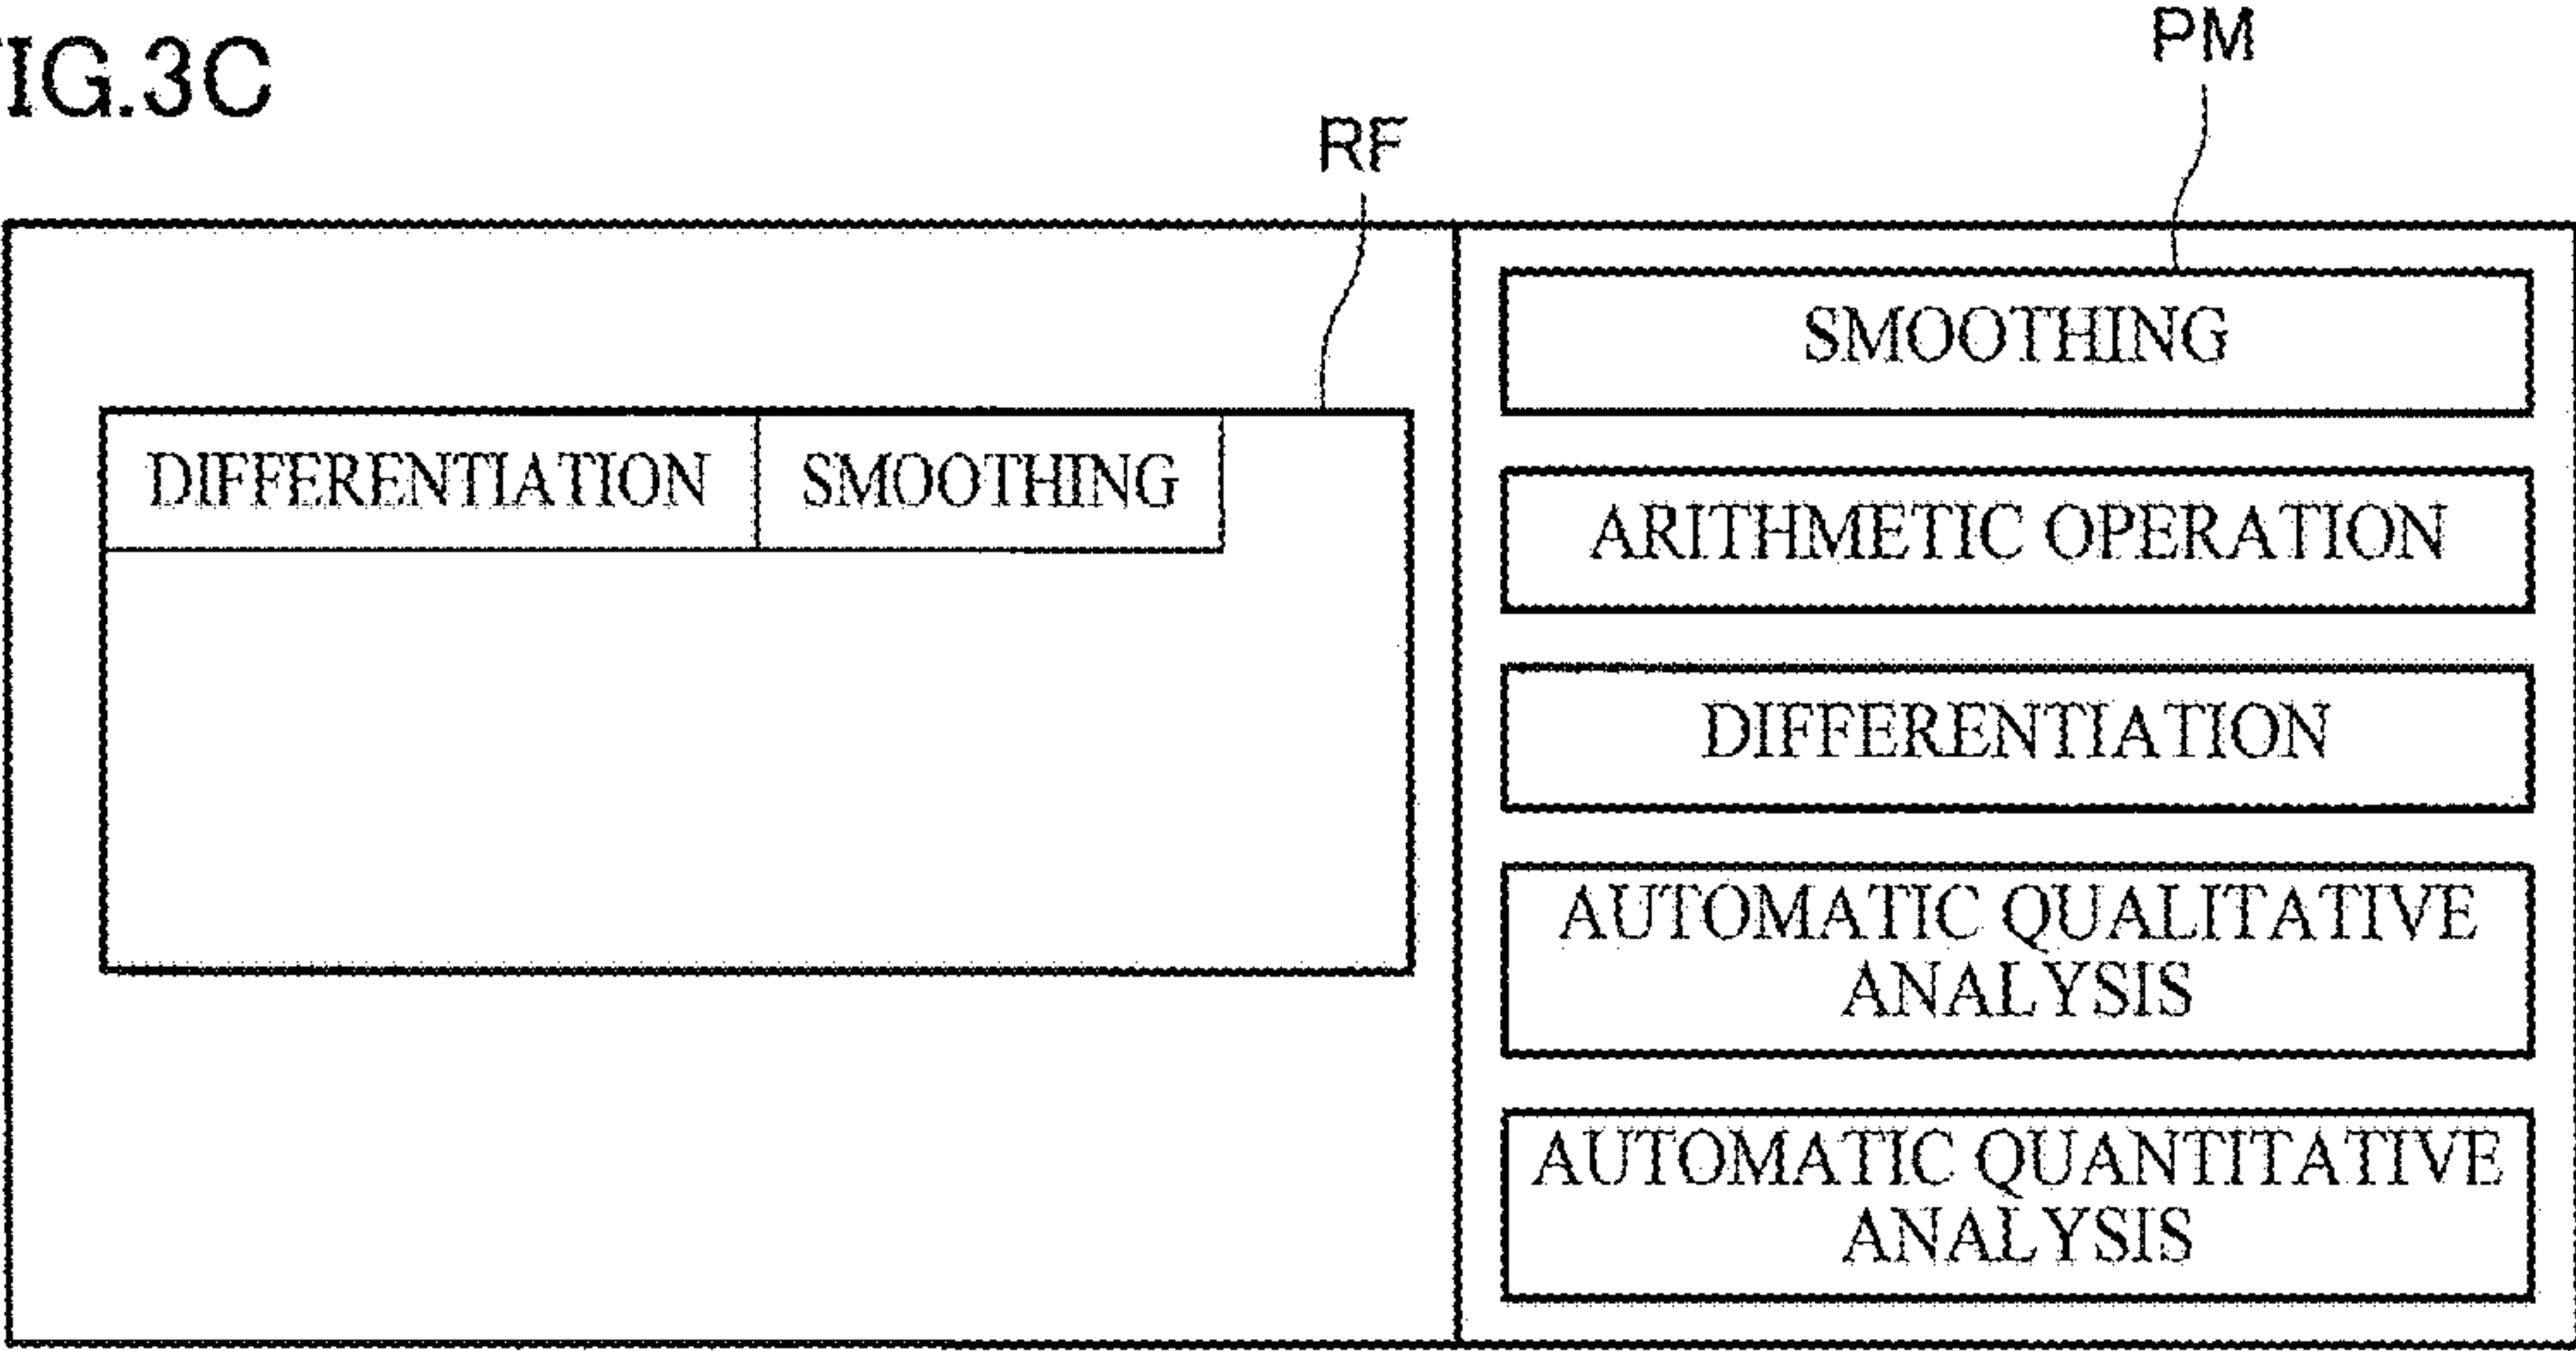 IG.3C
PM
RF
SMOOTHING
DIFFERENTIATION SMOOTHING
ARITHMETIC OPERATION
DIFFERENTIATION
AUTOMATIC QUALITATIVE
ANALYSIS
AUTOMATIC QUANTITATIVE
ANALYSIS